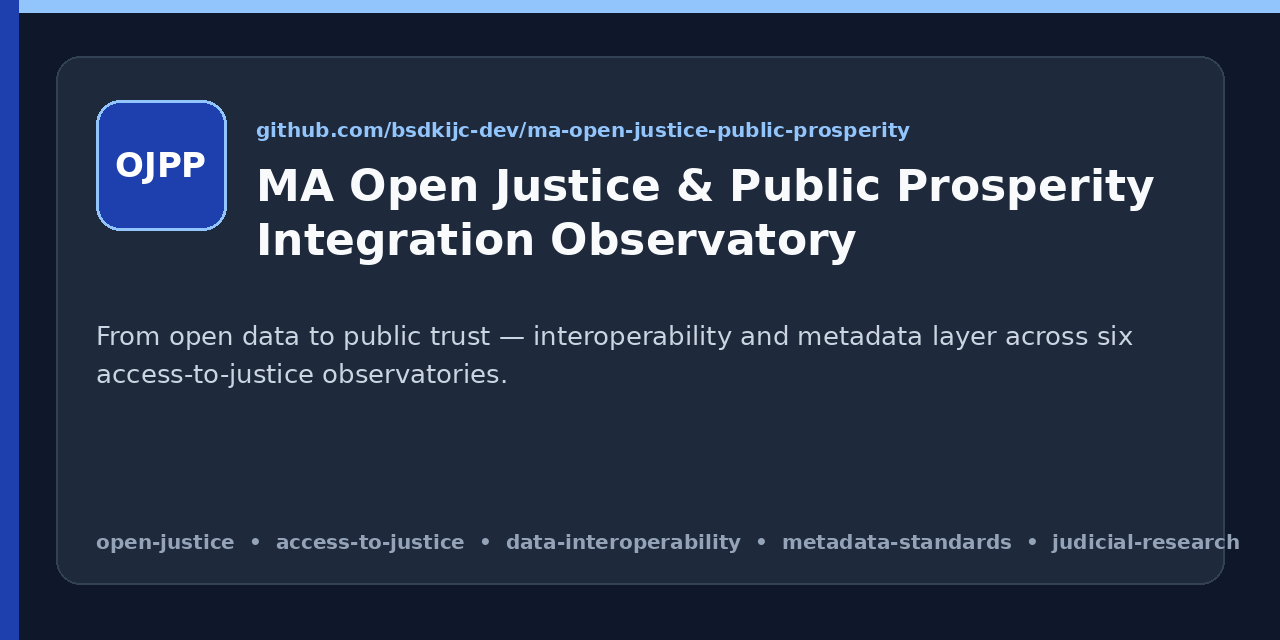 OJPP
github.com/bsdkijc-dev/ma-open-justice-public-prosperity
MA Open Justice & Public Prosperity
Integration Observatory
From open data to public trust — interoperability and metadata layer across six
access-to-justice observatories.
open-justice • access-to-justice • data-interoperability • metadata-standards • judicial-research